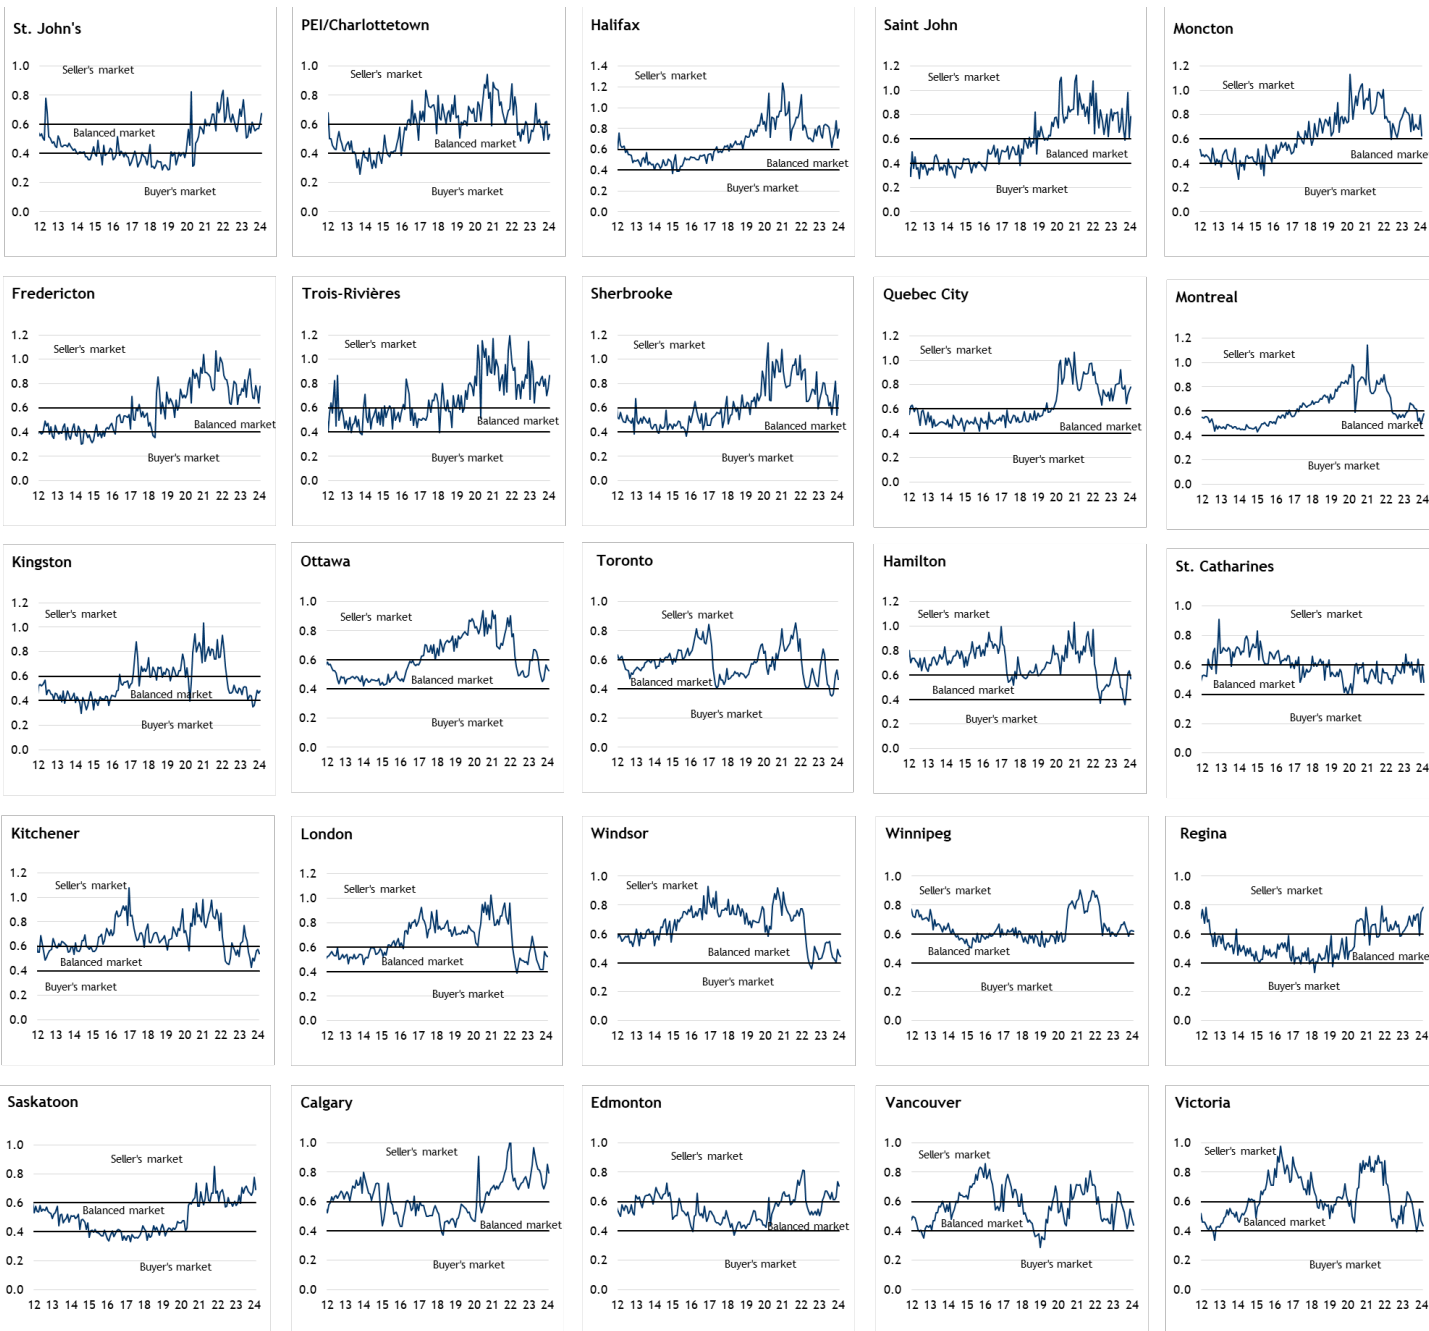 St. John's
1.0
Seller's market
0.8
0.6
Balanced market
0.4
0.2
Buyer's market
0.0
12 13 14 15 16 17 18 19 20 21 22 23 24
PEI/Charlottetown
1.0
Seller's market
0.8
0.6
Balanced market
0.4
0.2
Buyer's market
0.0
12 13 14 15 16 17 18 19 20 21 22 23 24
Halifax
1.4
Seller's market
1.2
1.0
0.8
0.6
Balanced market
0.4
Buyer's market
0.2
0.0
12 13 14 15 16 17 18 19 20 21 22 23 24
Saint John
1.2
Seller's market
1.0
0.8
0.6
Balanced market
0.4
0.2
Buyer's market
0.0
12 13 14 15 16 17 18 19 20 21 22 23 24
Moncton
1.2
Seller's market
1.0
0.8
0.6
Balanced marke
0.4
0.2
Buyer's market
0.0
12 13 14 15 16 17 18 19 20 21 22 23 24
Fredericton
1.2
Seller's market
1.0
0.8
0.6
Balanced market
0.4
0.2
Buyer's market
0.0
12 13 14 15 16 17 18 19 20 21 22 23 24
Trois-Rivières
1.2
Seller's market
1.0
0.8
0.6
Balanced market
0.4
0.2
Buyer's market
0.0
12 13 14 15 16 17 18 19 20 21 22 23 24
Sherbrooke
1.2
Seller's market
1.0
0.8
0.6
Balanced market
0.4
0.2
Buyer's market
0.0
12 13 14 15 16 17 18 19 20 21 22 23 24
Quebec City
1.2
Seller's market
1.0
0.8
0.6
Balanced market
0.4
0.2
Buyer's market
0.0
12 13 14 15 16 17 18 19 20 21 22 23 24
Montreal
1.2
Seller's market
1.0
0.8
0.6
Balanced market
0.4
0.2
Buyer's market
0.0
12 13 14 15 16 17 18 19 20 21 22 23 24
Kingston
1.2
Seller's market
1.0
0.8
0.6
Balanced market
0.4
0.2
Buyer's market
0.0
12 13 14 15 16 17 18 19 20 21 22 23 24
Ottawa
1.0
Seller's market
0.8
0.6
Balanced market
0.4
0.2
Buyer's market
0.0
12 13 14 15 16 17 18 19 20 21 22 23 24
Toronto
1.0
Seller's market
0.8
0.6
Balanced market
0.4
0.2
Buyer's market
0.0
12 13 14 15 16 17 18 19 20 21 22 23 24
Hamilton
1.2
Seller's market
1.0
0.8
0.6
Balanced market
0.4
0.2
Buyer's market
0.0
12 13 14 15 16 17 18 19 20 21 22 23 24
St. Catharines
1.0
Seller's market
0.8
0.6
Balanced market
0.4
0.2
Buyer's market
0.0
12 13 14 15 16 17 18 19 20 21 22 23 24
Kitchener
1.2
Seller's market
1.0
0.8
0.6
Balanced market
0.4
Buyer's market
0.2
0.0
12 13 14 15 16 17 18 19 20 21 22 23 24
London
1.2
Seller's market
1.0
0.8
0.6
Balanced market
0.4
0.2
Buyer's market
0.0
12 13 14 15 16 17 18 19 20 21 22 23 24
Windsor
1.0
Seller's market
0.8
0.6
Balanced market
0.4
Buyer's market
0.2
0.0
12 13 14 15 16 17 18 19 20 21 22 23 24
Winnipeg
1.0
Seller's market
0.8
0.6
Balanced market
0.4
0.2
Buyer's market
0.0
12 13 14 15 16 17 18 19 20 21 22 23 24
Regina
1.0
Seller's market
0.8
0.6
Balanced marke
0.4
0.2
Buyer's market
0.0
12 13 14 15 16 17 18 19 20 21 22 23 24
Saskatoon
1.0
Seller's market
0.8
0.6
Balanced market
0.4
0.2
Buyer's market
0.0
12 13 14 15 16 17 18 19 20 21 22 23 24
Calgary
1.0
Seller's market
0.8
0.6
Balanced market
0.4
0.2
Buyer's market
0.0
12 13 14 15 16 17 18 19 20 21 22 23 24
Edmonton
1.0
Seller's market
0.8
0.6
Balanced market
0.4
0.2
Buyer's market
0.0
12 13 14 15 16 17 18 19 20 21 22 23 24
Vancouver
1.0
Seller's market
0.8
0.6
Balanced market
0.4
0.2
Buyer's market
0.0
12 13 14 15 16 17 18 19 20 21 22 23 24
Victoria
1.0
Seller's market
0.8
0.6
Balanced market
0.4
0.2
Buyer's market
0.0
12 13 14 15 16 17 18 19 20 21 22 23 24